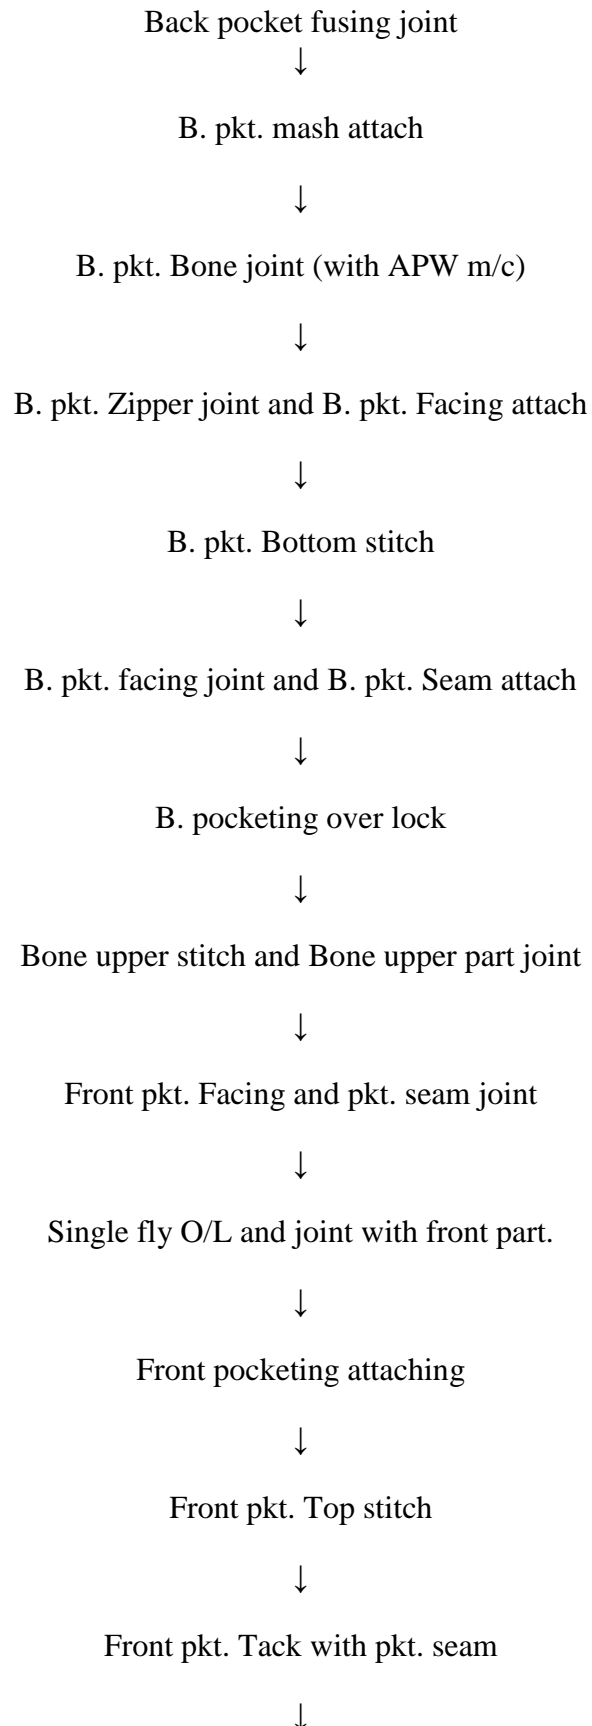 Back pocket fusing joint
↓
B. pkt. mash attach
↓
B. pkt. Bone joint (with APW m/c)
↓
B. pkt. Zipper joint and B. pkt. Facing attach
↓
B. pkt. Bottom stitch
↓
B. pkt. facing joint and B. pkt. Seam attach
↓
B. pocketing over lock
↓
Bone upper stitch and Bone upper part joint
↓
Front pkt. Facing and pkt. seam joint
↓
Single fly O/L and joint with front part.
↓
Front pocketing attaching
↓
Front pkt. Top stitch
↓
Front pkt. Tack with pkt. seam
↓